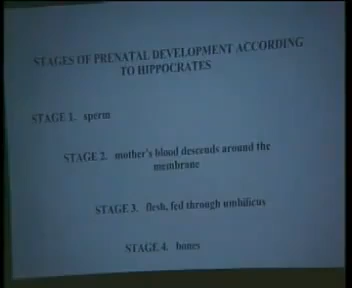 STAGES OF PRENATAL DEVELOPMENT ACCORDING
TO HIPPOCRATES
STAGE 1. sperm
STAGE 2. mother's blood descends around the
membrane
STAGE 3. flesh, fed through umbilicus
STAGE 4. bones